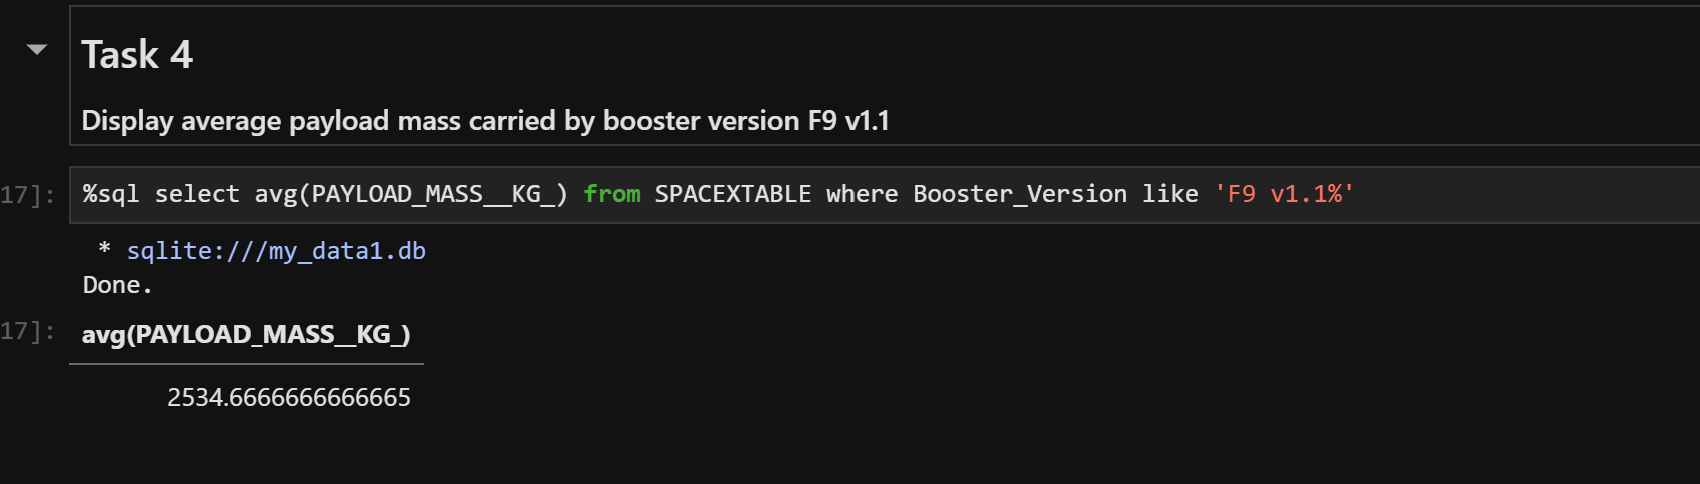 Task 4
Display average payload mass carried by booster version F9 v1.1
17]: %sql select avg(PAYLOAD_MASS__KG_) from SPACEXTABLE where Booster_Version like 'F9 v1.1%'
* sqlite:///my_data1.db
Done.
17]: avg(PAYLOAD_MASS__KG_)
2534.6666666666665